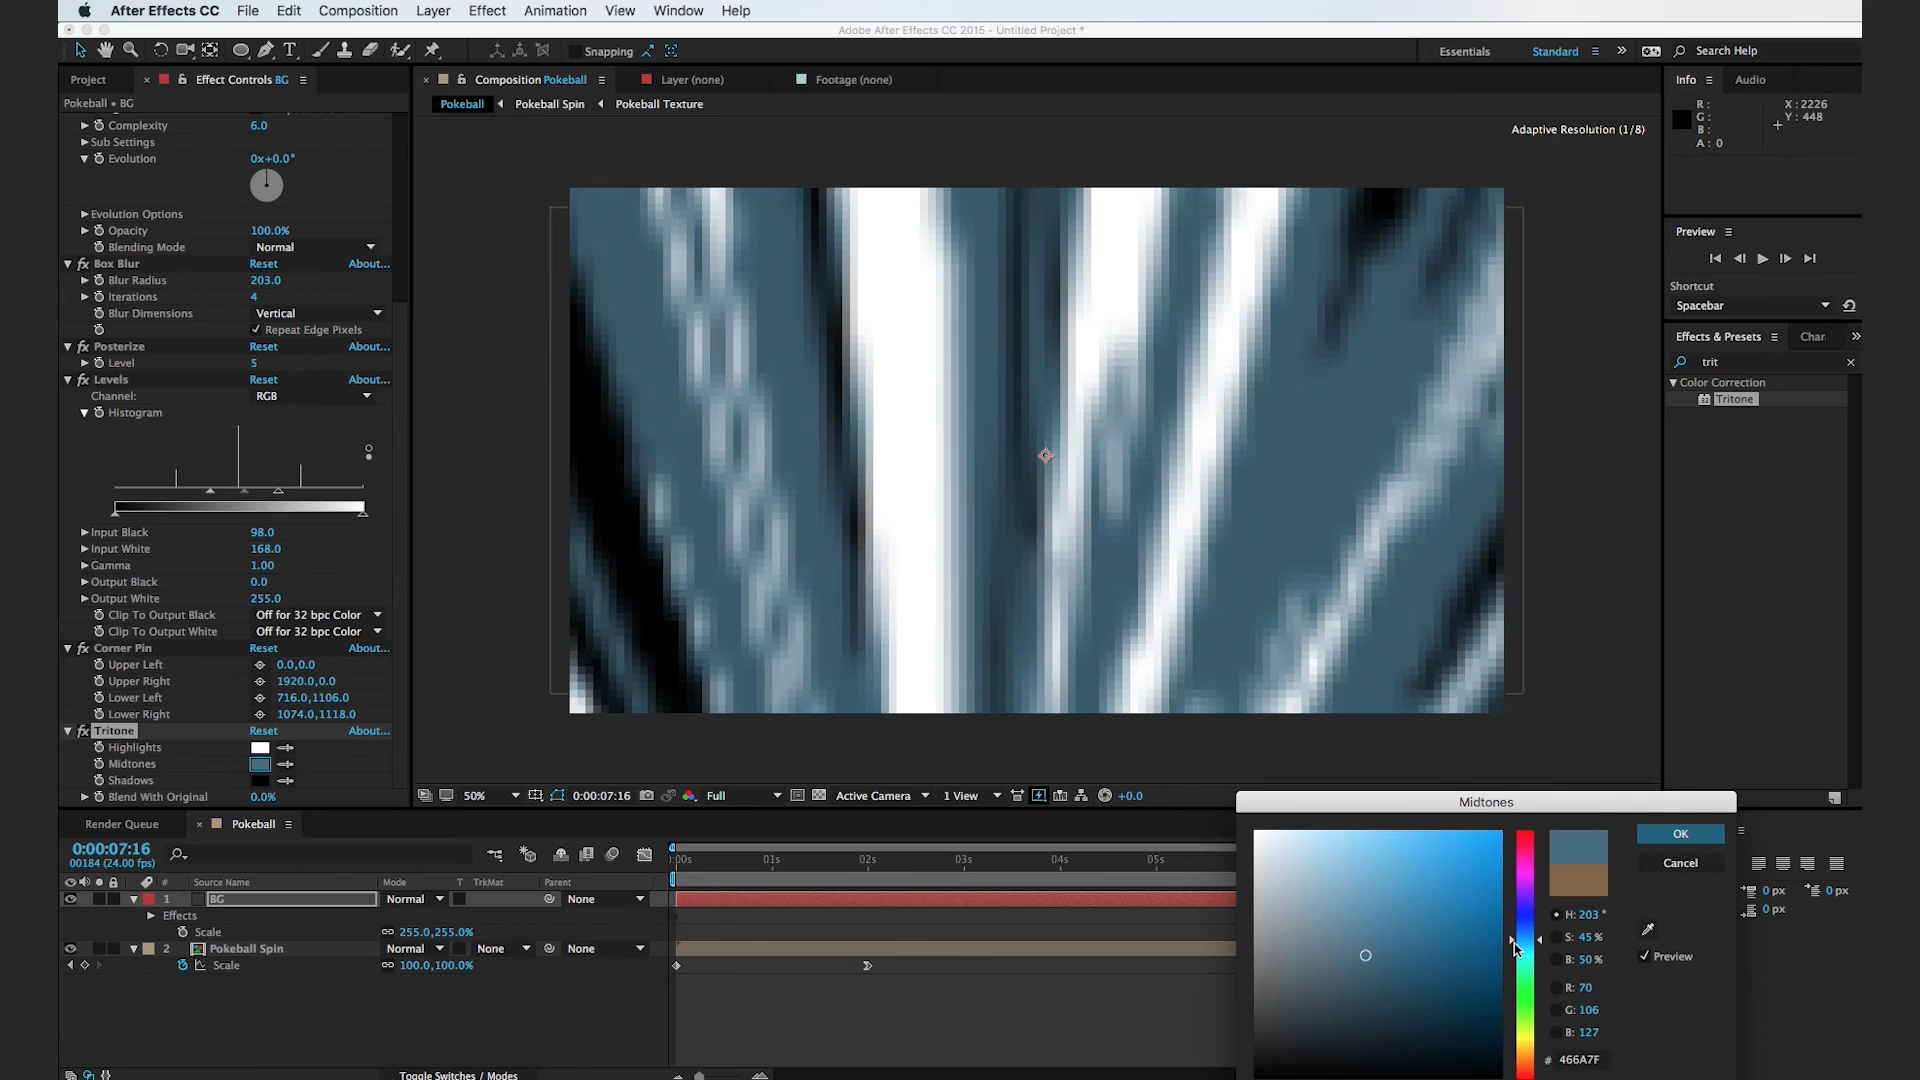 After Effects CC File Edit Composition Layer Effect Animation View Window Help
Adobe After Effects CC 2015 - Untitled Project *
Snapping Essentials Standard Search Help
Project Effect Controls BG Composition Pokeball Layer (none) Footage (none) Info Audio
Pokeball • BG Pokeball Pokeball Spin Pokeball Texture
R: X : 2226
G: Y : 448
B:
A : 0
Adaptive Resolution (1/8)
Complexity 6.0
Sub Settings
Evolution 0x+0.0°
Evolution Options
Opacity 100.0%
Blending Mode Normal
Box Blur Reset About...
Blur Radius 203.0
Iterations 4
Blur Dimensions Vertical
Repeat Edge Pixels
Posterize Reset About...
Level 5
Levels Reset About...
Channel: RGB
Histogram
Input Black 98.0
Input White 168.0
Gamma 1.00
Output Black 0.0
Output White 255.0
Clip To Output Black Off for 32 bpc Color
Clip To Output White Off for 32 bpc Color
Corner Pin Reset About...
Upper Left 0.0,0.0
Upper Right 1920.0,0.0
Lower Left 716.0,1106.0
Lower Right 1074.0,1118.0
Tritone Reset About...
Highlights
Midtones
Shadows
Blend With Original 0.0%
Preview
Shortcut
Spacebar
Effects & Presets Char
trit
Color Correction
Tritone
50% 0:00:07:16 Full Active Camera 1 View +0.0
Render Queue Pokeball
0:00:07:16
00184 (24.00 fps)
:00s 01s 02s 03s 04s 05s
# Source Name Mode T TrkMat Parent
1 BG Normal None
Effects
Scale 255.0,255.0%
2 Pokeball Spin Normal None None
Scale 100.0,100.0%
Toggle Switches / Modes
Midtones
OK
Cancel
H: 203 °
S: 45 %
B: 50 %
Preview
R: 70
G: 106
B: 127
# 466A7F
0 px 0 px
0 px